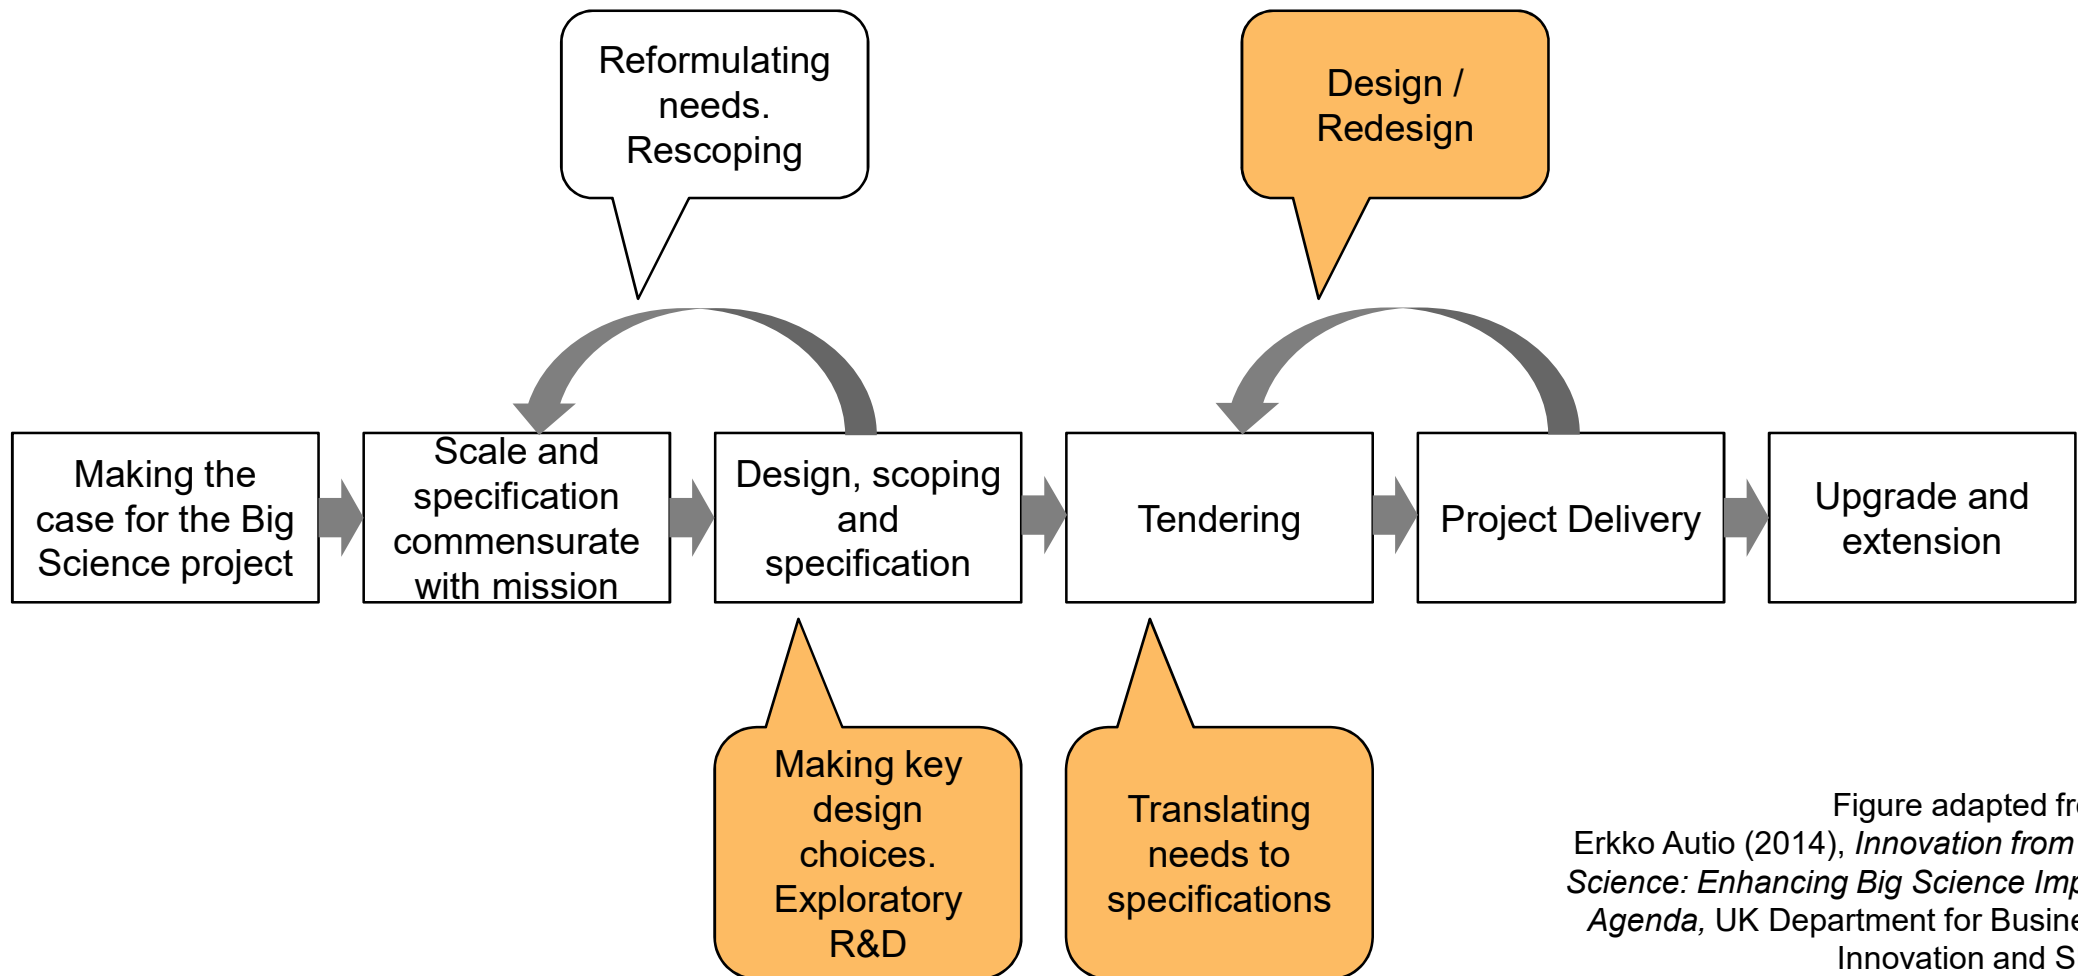 Reformulating
needs.
Rescoping
Design /
Redesign
Making the
case for the Big
Science project
Scale and
specification
commensurate
with mission
Design, scoping
and
specification
Tendering
Project Delivery
Upgrade and
extension
Making key
design
choices.
Exploratory
R&D
Translating
needs to
specifications
Figure adapted
Erkko Autio (2014), Innovation from
Science: Enhancing Big Science
Agenda, UK Department for
Innovation and